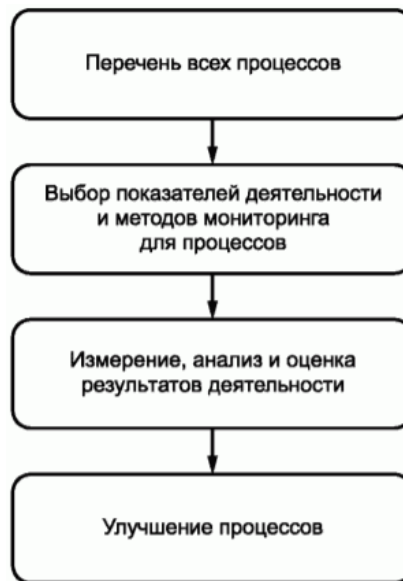 Перечень всех процессов
Выбор показателей деятельности
и методов мониторинга
для процессов
Измерение, анализ и оценка
результатов деятельности
Улучшение процессов